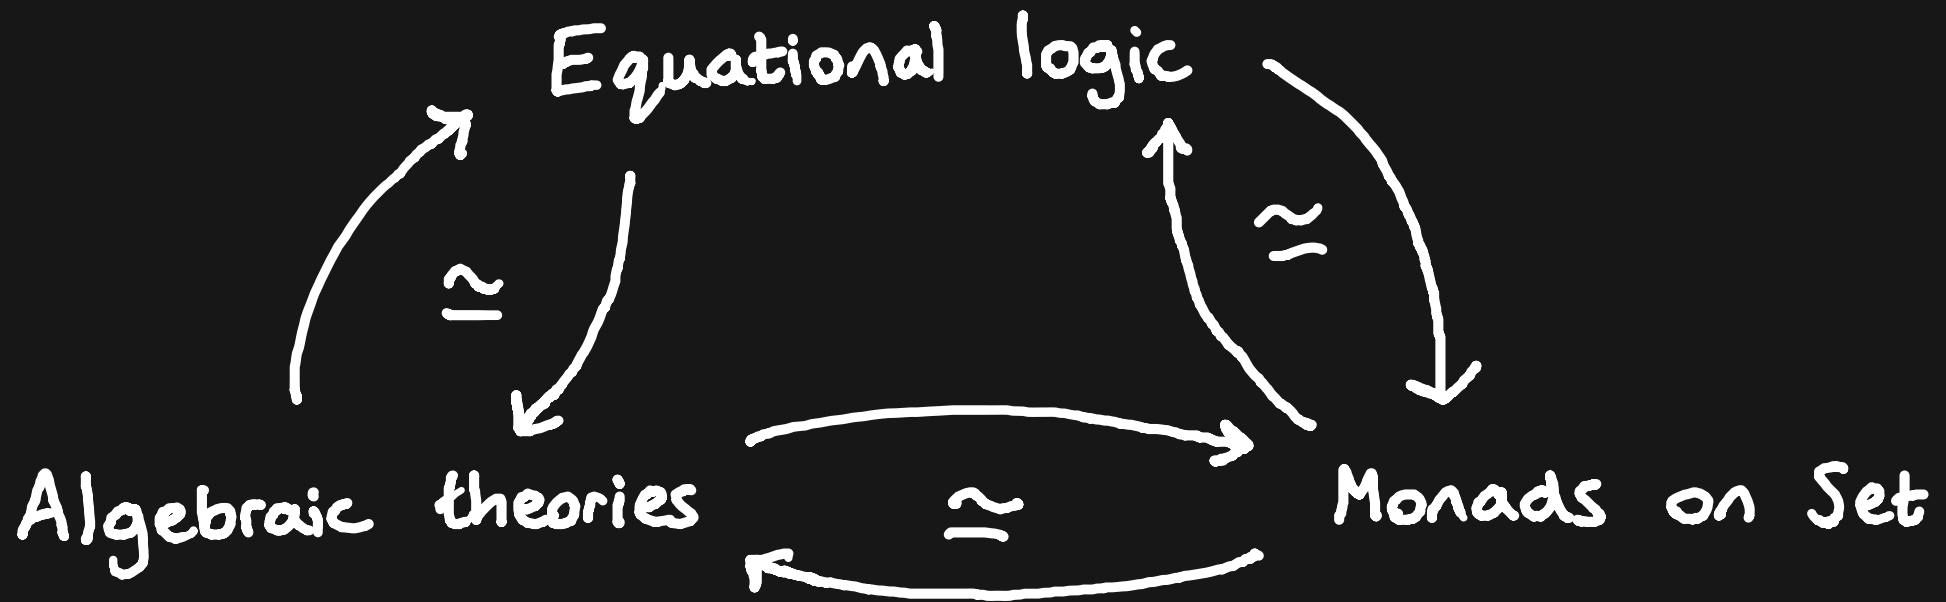 Equational logic
≅
≅
Algebraic theories
≅
Monads on Set